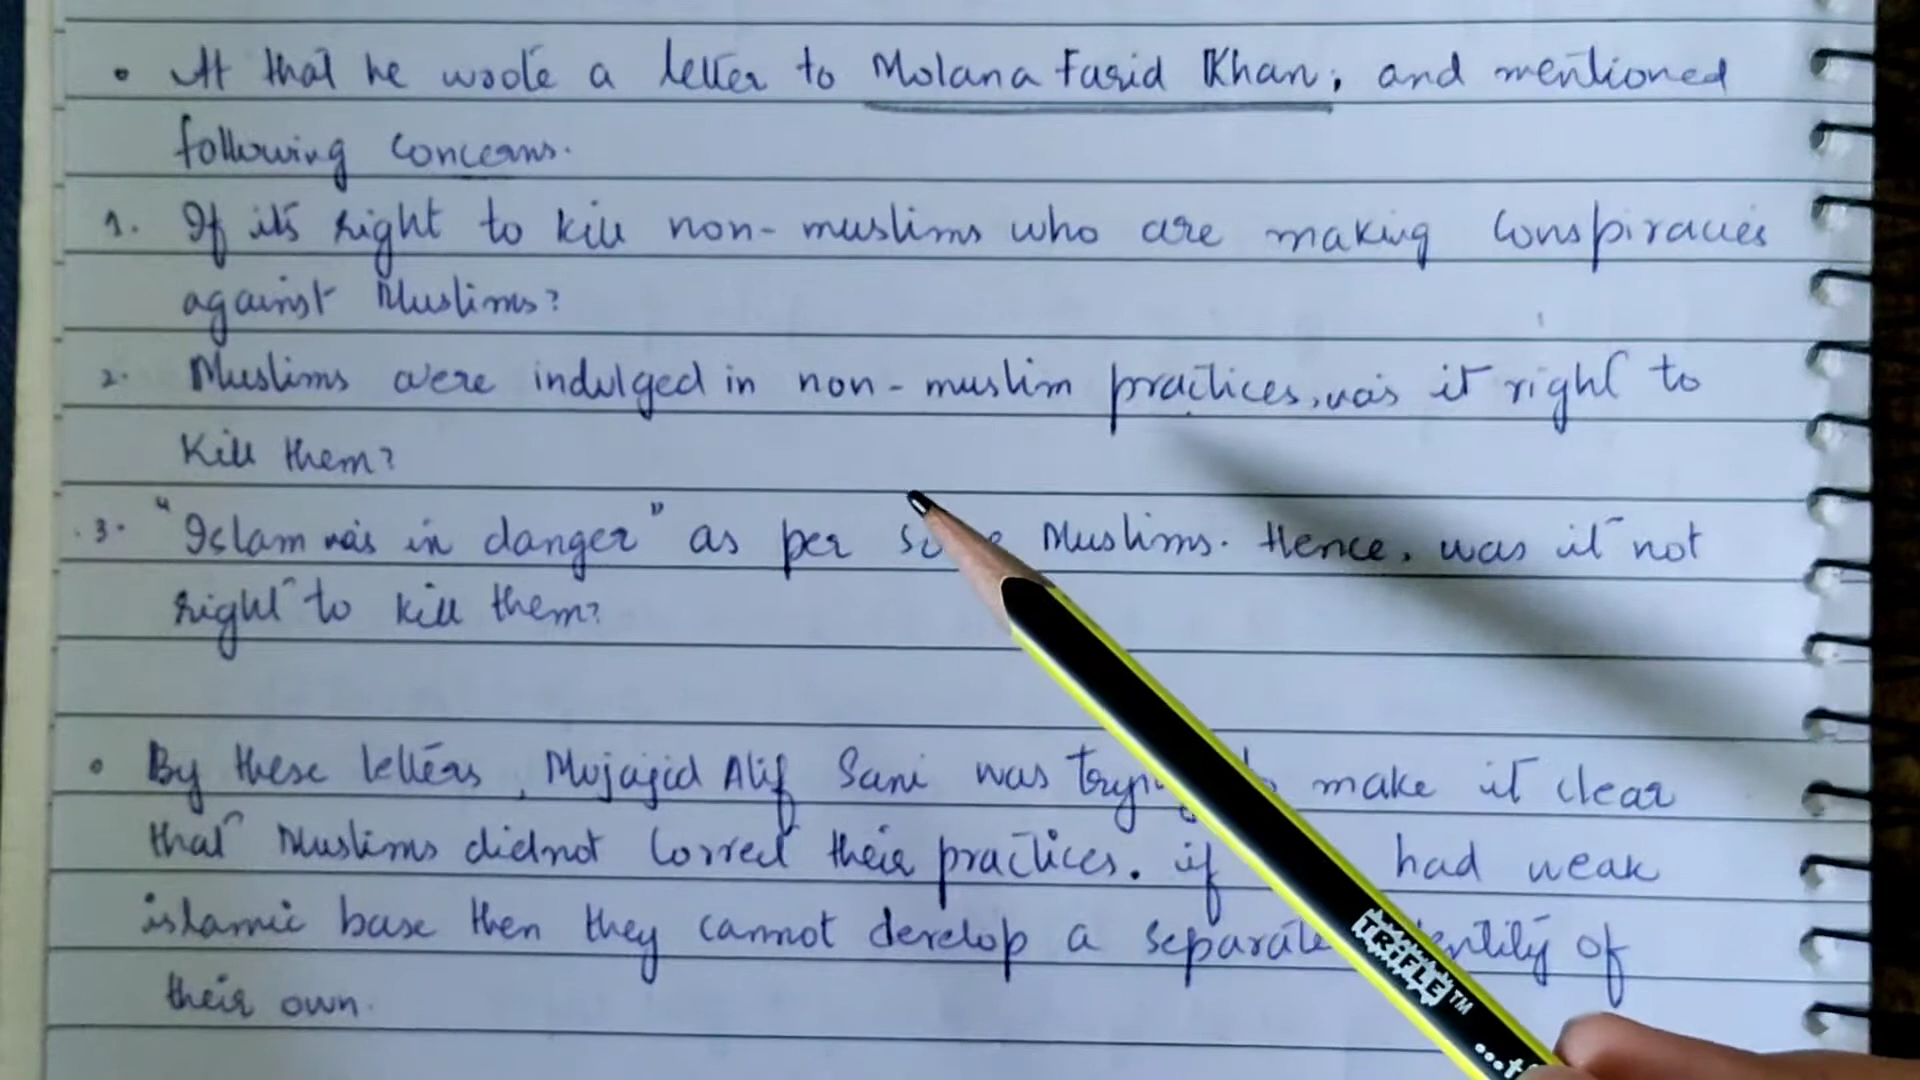 • At that he wrote a letter to Molana Farid Khan, and mentioned
following concerns.
1. If its right to kill non-muslims who are making conspiracies
against Muslims?
2. Muslims were indulged in non-muslim practices, was it right to
kill them?
3. "Islam was in danger" as per Muslims. Hence, was it not
right to kill them?
• By these letters, Mujajid Alif Sani was make it clear
that Muslims didnot correct their practices. if had weak
islamic base then they cannot develop a separate of
their own.
TRIFLE™